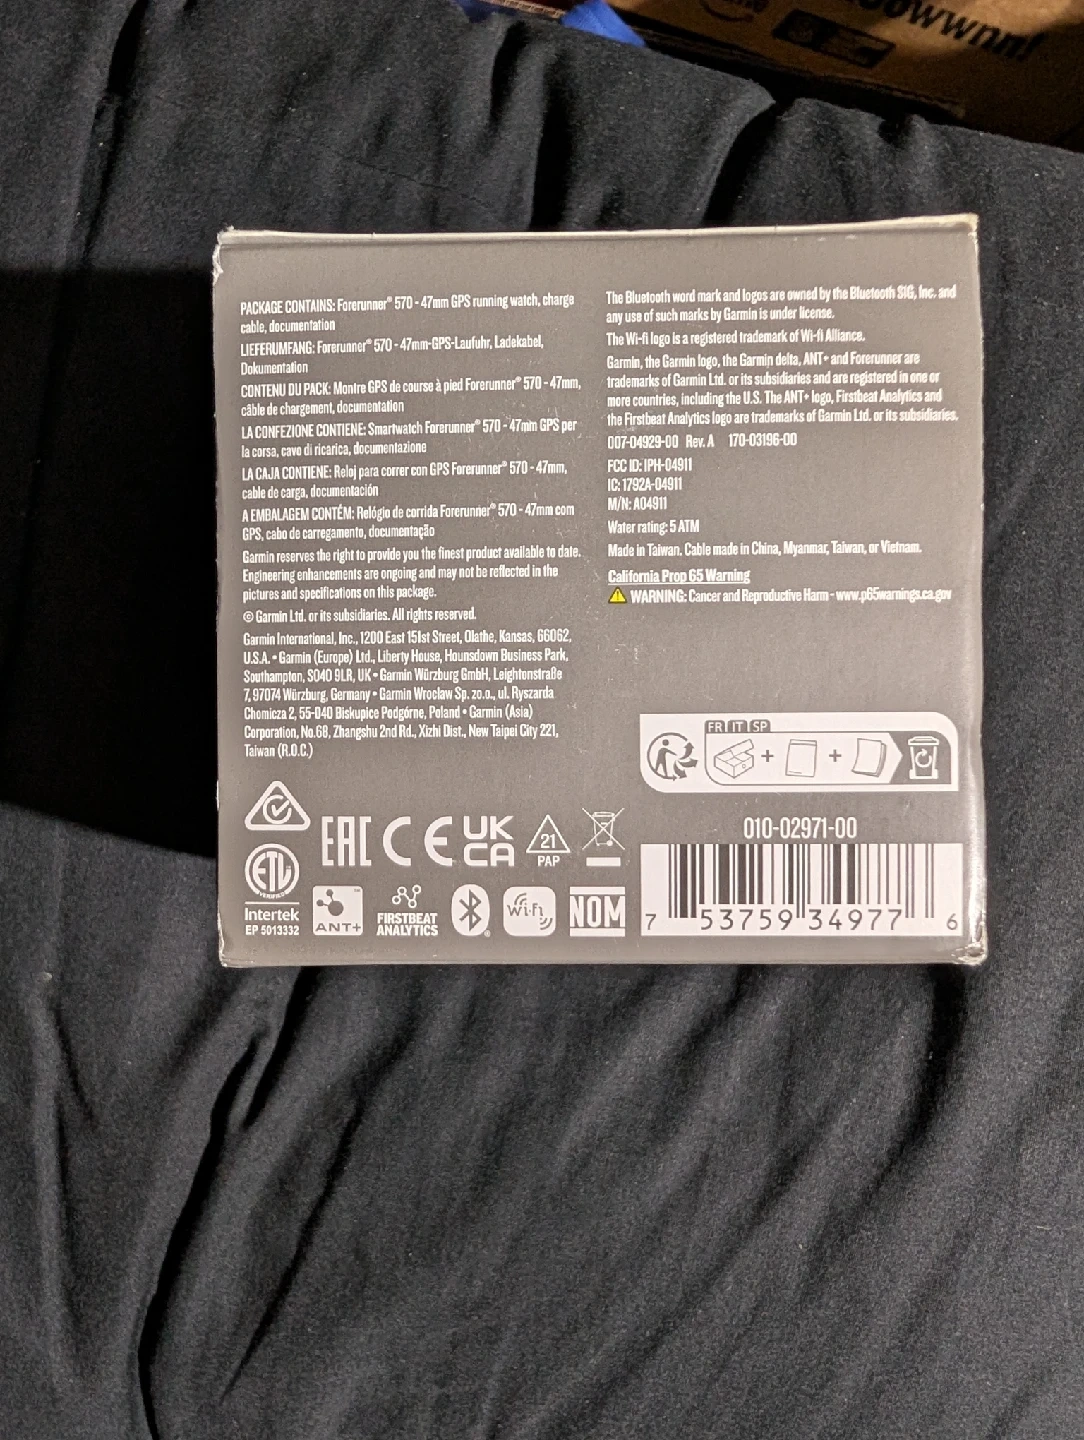 owwnn!
PACKAGE CONTAINS: Forerunner® 570 - 47mm GPS running watch, charge
cable, documentation
LIEFERUMFANG: Forerunner® 570 - 47mm-GPS-Laufuhr, Ladekabel,
Dokumentation
CONTENU DU PACK: Montre GPS de course à pied Forerunner® 570 - 47mm,
câble de chargement, documentation
LA CONFEZIONE CONTIENE: Smartwatch Forerunner® 570 - 47mm GPS per
la corsa, cavo di ricarica, documentazione
LA CAJA CONTIENE: Reloj para correr con GPS Forerunner® 570 - 47mm,
cable de carga, documentación
A EMBALAGEM CONTÉM: Relógio de corrida Forerunner® 570 - 47mm com
GPS, cabo de carregamento, documentação
Garmin reserves the right to provide you the finest product available to date.
Engineering enhancements are ongoing and may not be reflected in the
pictures and specifications on this package.
© Garmin Ltd. or its subsidiaries. All rights reserved.
Garmin International, Inc., 1200 East 151st Street, Olathe, Kansas, 66062,
U.S.A. • Garmin (Europe) Ltd., Liberty House, Hounsdown Business Park,
Southampton, SO40 9LR, UK • Garmin Würzburg GmbH, Leightonstraße
7, 97074 Würzburg, Germany • Garmin Wroclaw Sp. zo.o., ul. Ryszarda
Chomicza 2, 55-040 Biskupice Podgórne, Poland • Garmin (Asia)
Corporation, No.68, Zhangshu 2nd Rd., Xizhi Dist., New Taipei City 221,
Taiwan (R.O.C.)
The Bluetooth word mark and logos are owned by the Bluetooth SIG, Inc. and
any use of such marks by Garmin is under license.
The Wi-fi logo is a registered trademark of Wi-fi Alliance.
Garmin, the Garmin logo, the Garmin delta, ANT+ and Forerunner are
trademarks of Garmin Ltd. or its subsidiaries and are registered in one or
more countries, including the U.S. The ANT+ logo, Firstbeat Analytics and
the Firstbeat Analytics logo are trademarks of Garmin Ltd. or its subsidiaries.
007-04929-00 Rev. A 170-03196-00
FCC ID: IPH-04911
IC: 1792A-04911
M/N: A04911
Water rating: 5 ATM
Made in Taiwan. Cable made in China, Myanmar, Taiwan, or Vietnam.
California Prop 65 Warning
WARNING: Cancer and Reproductive Harm - www.p65warnings.ca.gov
FR IT SP
+ +
010-02971-00
7 53759 34977 6
EAC CE UK
CA
21
PAP
ETL
VERIFIED
Intertek
EP 5013332
ANT+
FIRSTBEAT
ANALYTICS
Wi-Fi
NOM